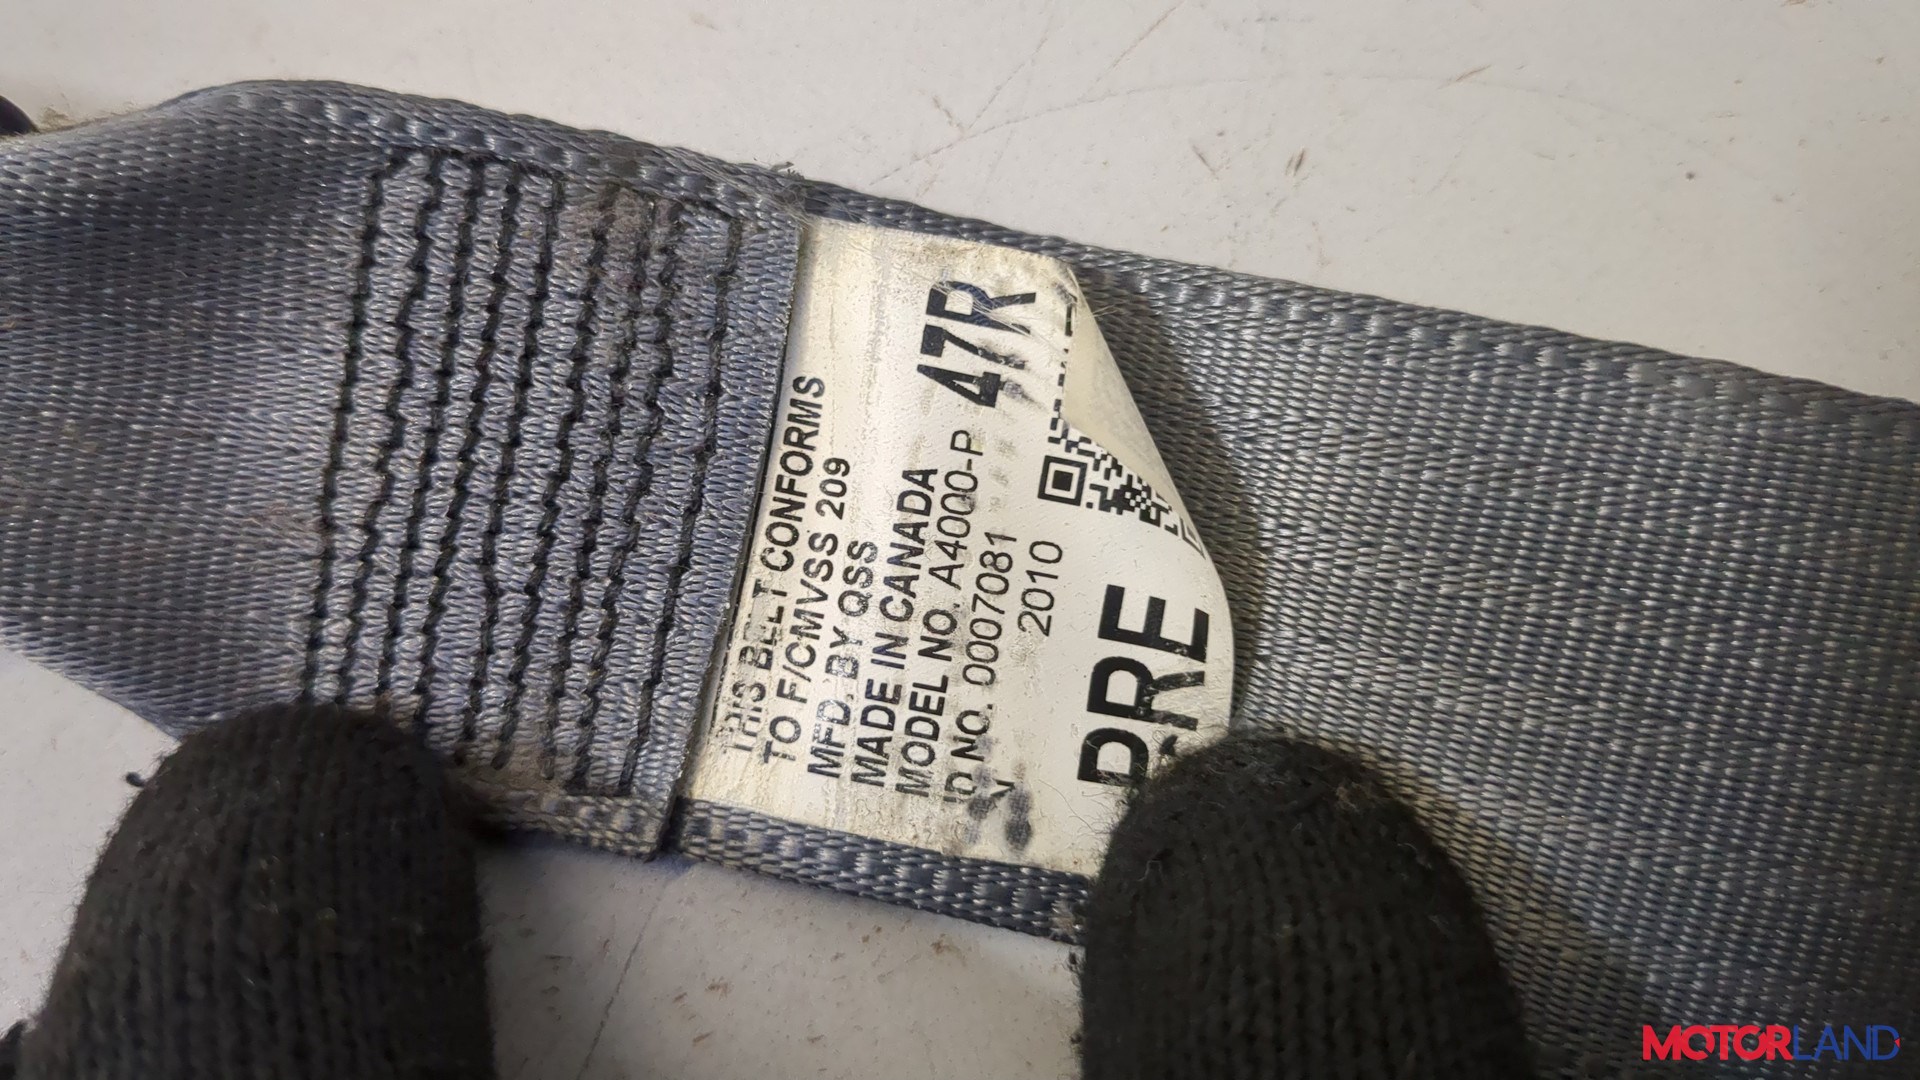 THIS BELT CONFORMS
TO F/CMVSS 209
MFD. BY QSS
MADE IN CANADA
MODEL NO. A4000-P
ID NO. 0007081
V 2010
47R
MOTORLAND